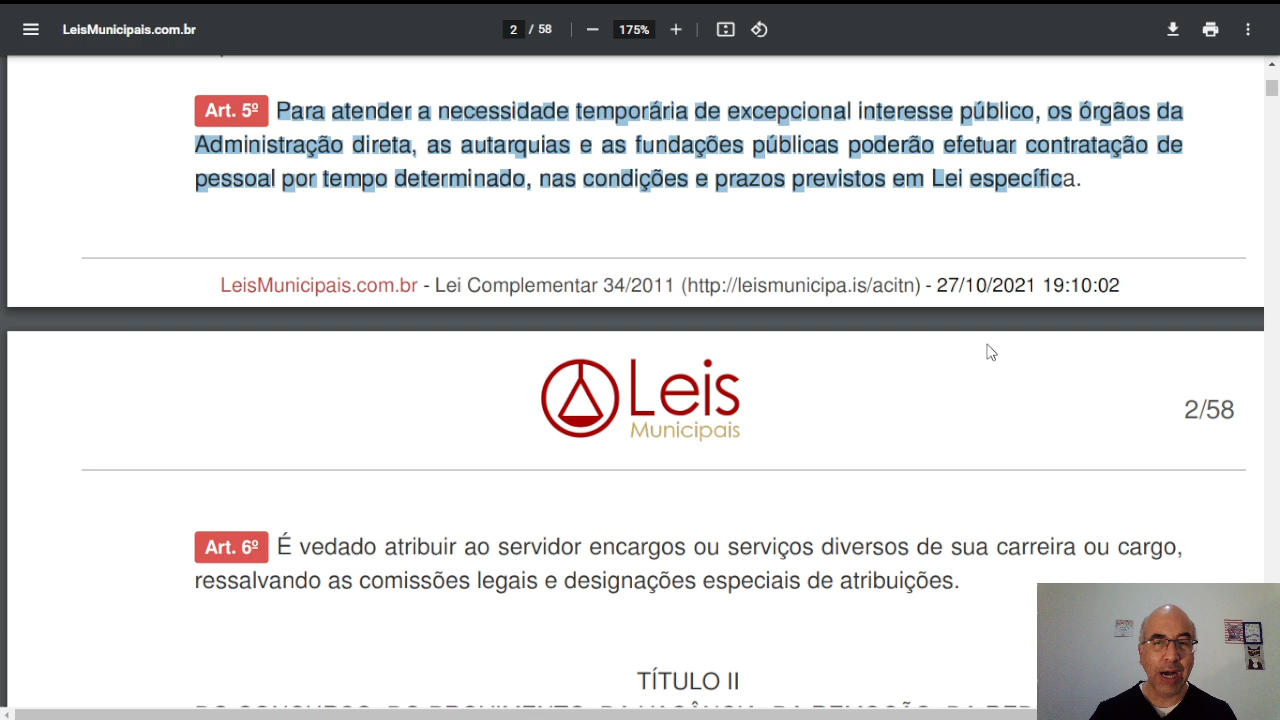 LeisMunicipais.com.br
2 / 58
175%
Art. 5º Para atender a necessidade temporária de excepcional interesse público, os órgãos da
Administração direta, as autarquias e as fundações públicas poderão efetuar contratação de
pessoal por tempo determinado, nas condições e prazos previstos em Lei específica.
LeisMunicipais.com.br - Lei Complementar 34/2011 (http://leismunicipa.is/acitn) - 27/10/2021 19:10:02
Leis
Municipais
2/58
Art. 6º É vedado atribuir ao servidor encargos ou serviços diversos de sua carreira ou cargo,
ressalvando as comissões legais e designações especiais de atribuições.
TÍTULO II